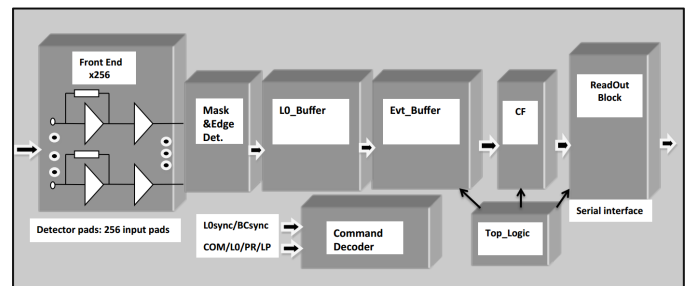 Front End
x256
Mask
&Edge
Det.
L0_Buffer
Evt_Buffer
CF
ReadOut
Block
Detector pads: 256 input pads
L0sync/BCsync
COM/L0/PR/LP
Command
Decoder
Top_Logic
Serial interface